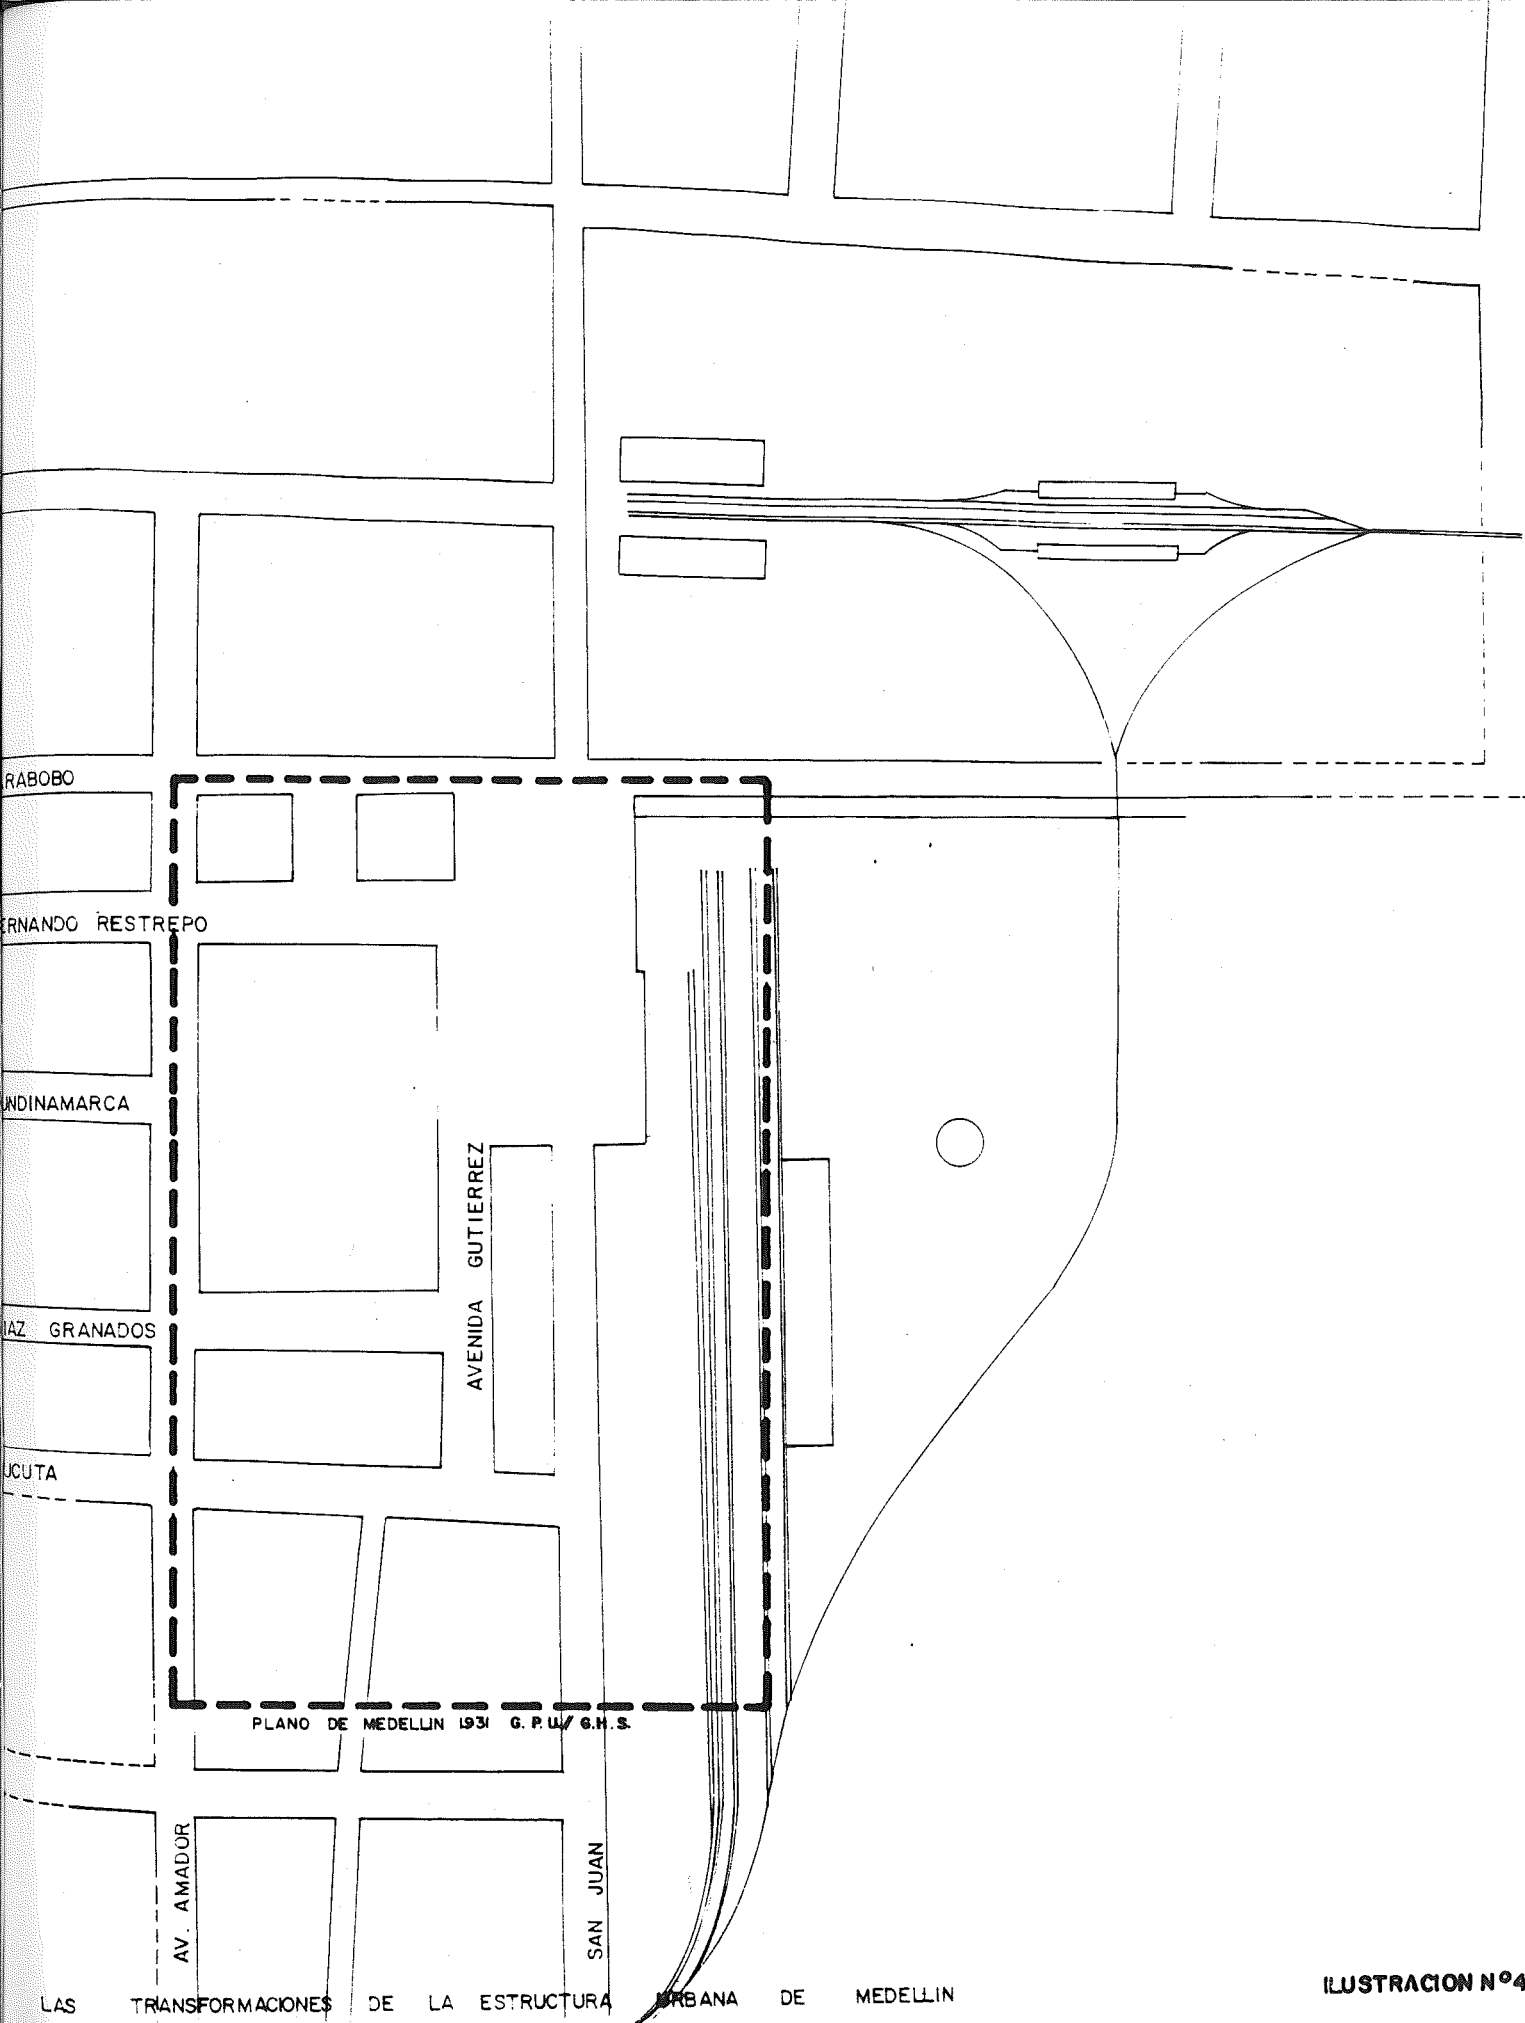 RABOBO
ERNANDO RESTREPO
UNDINAMARCA
AVENIDA GUTIERREZ
IAZ GRANADOS
UCUTA
PLANO DE MEDELLIN 1931 G. P. U./ G.H.S.
AV. AMADOR
SAN JUAN
LAS TRANSFORMACIONES DE LA ESTRUCTURA URBANA DE MEDELLIN
ILUSTRACION Nº4